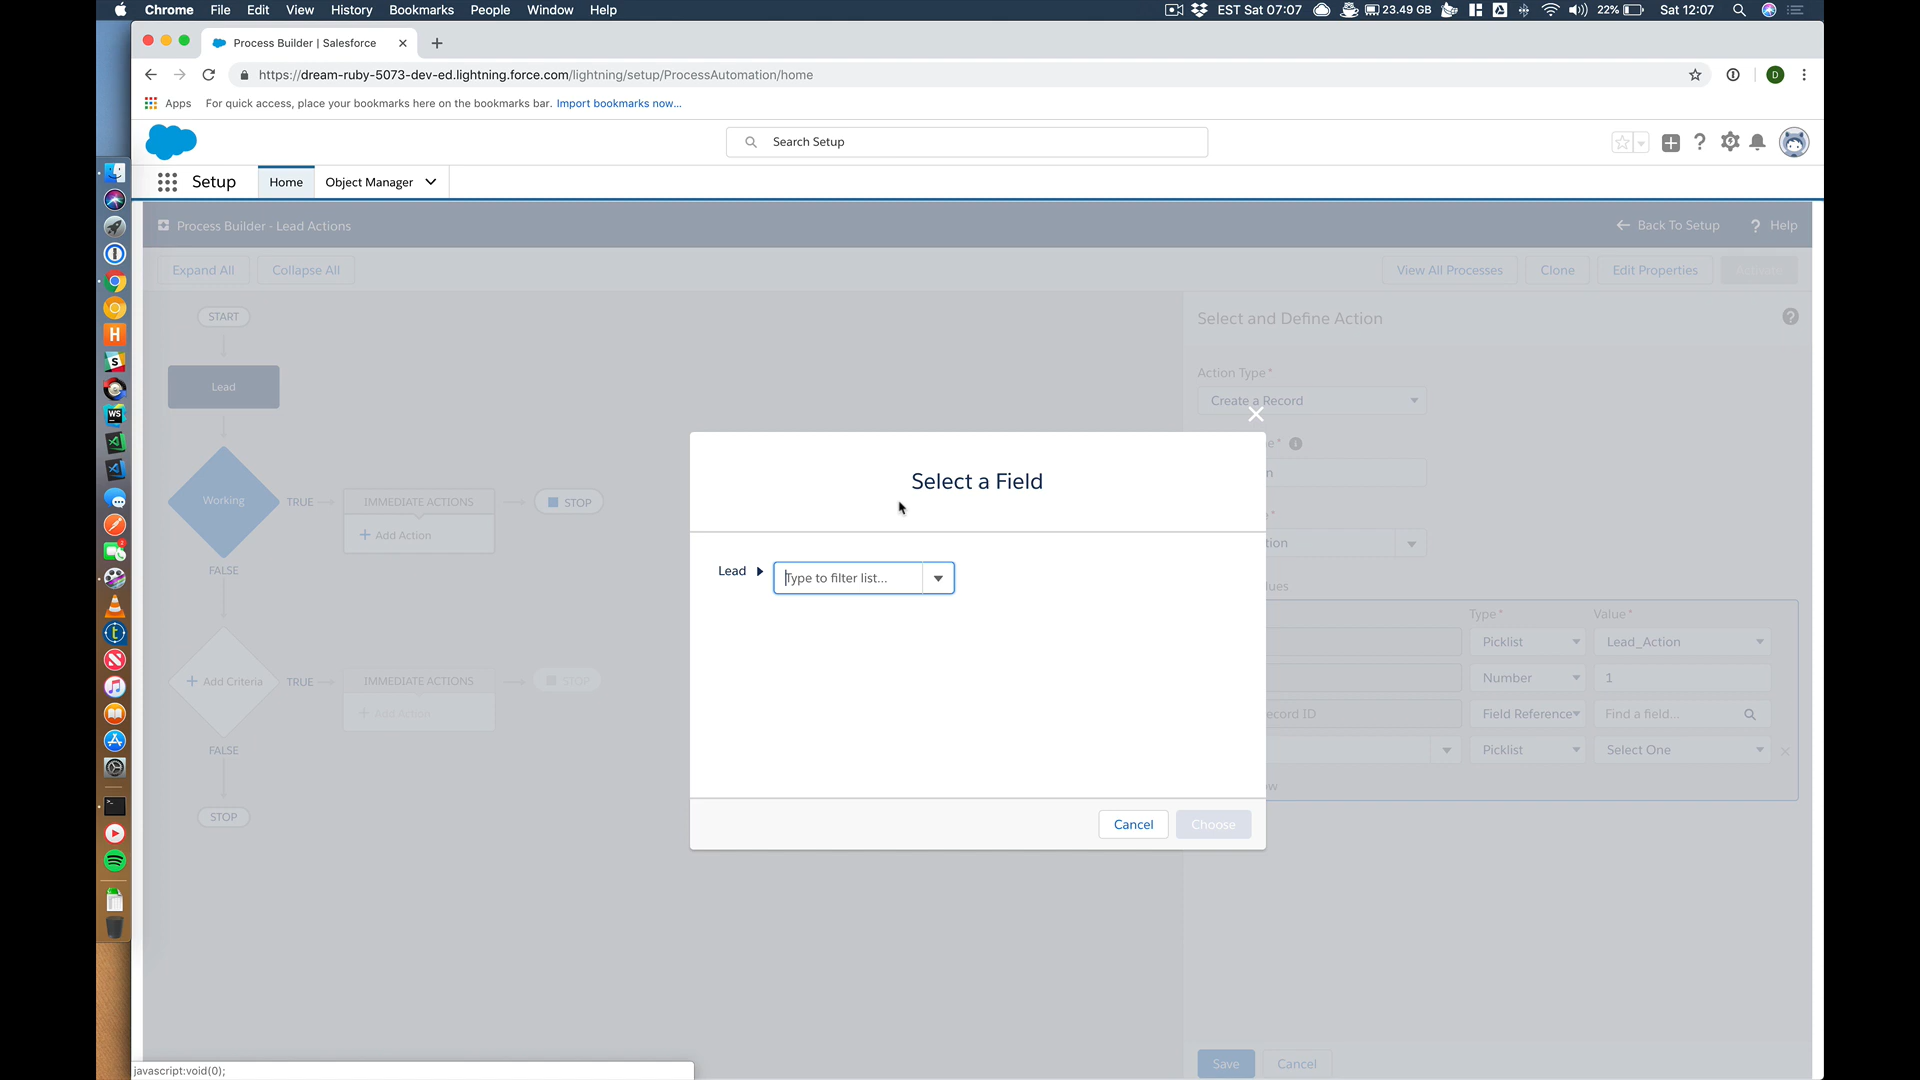 Chrome File Edit View History Bookmarks People Window Help EST Sat 07:07 23.49 GB 22% Sat 12:07
Process Builder | Salesforce
https://dream-ruby-5073-dev-ed.lightning.force.com/lightning/setup/ProcessAutomation/home D
Apps For quick access, place your bookmarks here on the bookmarks bar. Import bookmarks now...
Search Setup
Setup Home Object Manager
Process Builder - Lead Actions Back To Setup ? Help
Expand All Collapse All View All Processes Clone Edit Properties Activate
START Select and Define Action
Action Type*
Lead Create a Record
Select a Field
Working TRUE IMMEDIATE ACTIONS STOP
+ Add Action
tion
FALSE Lead Type to filter list...
lues
Type* Value*
Picklist Lead_Action
+ Add Criteria TRUE IMMEDIATE ACTIONS STOP Number 1
+ Add Action ecord ID Field Reference Find a field...
FALSE Picklist Select One
ow
STOP Cancel Choose
Save Cancel
javascript:void(0);